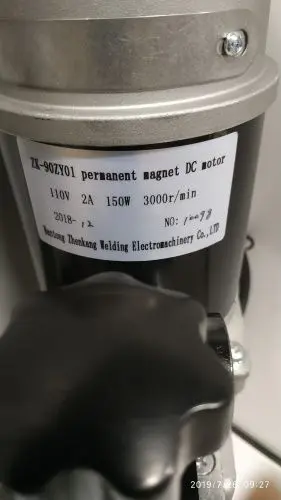 ZK-90ZY01 permanent magnet DC motor
110V 2A 150W 3000r/min
2018-12 NO:
Nantong Zhenkang Welding Electromachinery Co.,LTD
2019/7/26 09:27